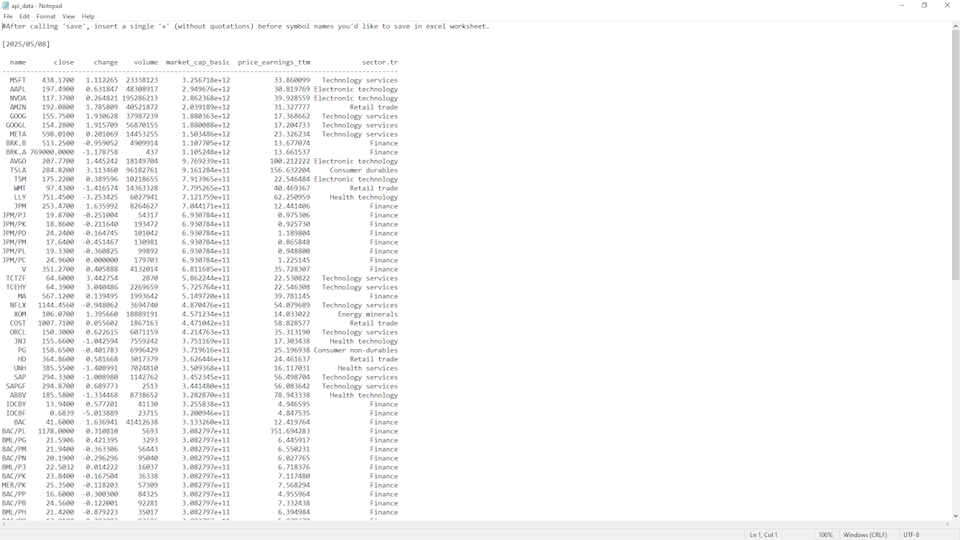 api_data - Notepad
File Edit Format View Help
#After calling 'save', insert a single '+' (without quotations) before symbol names you'd like to save in excel worksheet.
[2025/05/08]
name close change volume market_cap_basic price_earnings_ttm sector.tr
MSFT 438.1700 1.112265 23338123 3.256718e+12 33.860099 Technology services
AAPL 197.4900 0.631847 48308917 2.949676e+12 30.819769 Electronic technology
NVDA 117.3700 0.264821 195286213 2.862368e+12 39.928559 Electronic technology
AMZN 192.0800 1.785809 40521872 2.039189e+12 31.327777 Retail trade
GOOG 155.7500 1.930628 37987239 1.880363e+12 17.368662 Technology services
GOOGL 154.2800 1.915709 56870155 1.880088e+12 17.204733 Technology services
META 598.0100 0.201069 14453255 1.503486e+12 23.326234 Technology services
BRK.B 513.2500 -0.959052 4909914 1.107705e+12 13.677074 Finance
BRK.A 769000.0000 -1.178758 437 1.105248e+12 13.661537 Finance
AVGO 207.7700 1.445242 18149704 9.769239e+11 100.212222 Electronic technology
TSLA 284.8200 3.113460 96182761 9.161284e+11 156.632204 Consumer durables
TSM 175.2200 0.389596 10218655 7.913965e+11 22.546484 Electronic technology
WMT 97.4300 -1.416574 14363328 7.795265e+11 40.469367 Retail trade
LLY 751.4500 -3.253425 6027941 7.121759e+11 62.250959 Health technology
JPM 253.4700 1.635992 8264627 7.044171e+11 12.441406 Finance
JPM/PJ 19.8700 -0.251004 54317 6.930784e+11 0.975306 Finance
JPM/PK 18.8600 -0.211640 193472 6.930784e+11 0.925730 Finance
JPM/PD 24.2400 -0.164745 101042 6.930784e+11 1.189804 Finance
JPM/PM 17.6400 -0.451467 130981 6.930784e+11 0.865848 Finance
JPM/PL 19.3300 -0.360825 99892 6.930784e+11 0.948800 Finance
JPM/PC 24.9600 0.000000 179703 6.930784e+11 1.225145 Finance
V 351.2700 0.405888 4132014 6.811685e+11 35.728307 Finance
TCTZF 64.6000 3.442754 2870 5.862244e+11 22.530822 Technology services
TCEHY 64.3900 3.040486 2269659 5.725764e+11 22.546308 Technology services
MA 567.1200 0.139495 1993642 5.149720e+11 39.781145 Finance
NFLX 1144.4560 -0.948062 3694740 4.870476e+11 54.079689 Technology services
XOM 106.0700 1.395660 18889191 4.571234e+11 14.033022 Energy minerals
COST 1007.7100 0.055602 1867163 4.471042e+11 58.828577 Retail trade
ORCL 150.3000 0.622615 6071159 4.214763e+11 35.313190 Technology services
JNJ 155.6600 -1.042594 7559242 3.751169e+11 17.303438 Health technology
PG 158.6500 -0.401783 6996429 3.719616e+11 25.196938 Consumer non-durables
HD 364.8600 0.581668 3017379 3.626446e+11 24.461637 Retail trade
UNH 385.5500 -1.408991 7024810 3.509368e+11 16.117031 Health services
SAP 294.3300 -1.008980 1142762 3.452345e+11 56.498704 Technology services
SAPGF 294.8700 0.689773 2513 3.441480e+11 56.083642 Technology services
ABBV 185.5800 -1.334468 8738652 3.282870e+11 78.943338 Health technology
IDCBY 13.9400 0.577201 41130 3.255838e+11 4.946595 Finance
IDCBF 0.6839 -5.013889 23715 3.200946e+11 4.847535 Finance
BAC 41.6000 1.636941 41412638 3.133260e+11 12.419764 Finance
BAC/PL 1178.0000 0.310810 5693 3.082797e+11 351.694283 Finance
BML/PG 21.5906 0.421395 3293 3.082797e+11 6.445917 Finance
BAC/PM 21.9400 -0.363306 56443 3.082797e+11 6.550231 Finance
BAC/PN 20.1900 -0.296296 95040 3.082797e+11 6.027765 Finance
BML/PJ 22.5032 0.014222 16037 3.082797e+11 6.718376 Finance
BAC/PK 23.8400 -0.167504 36338 3.082797e+11 7.117480 Finance
MER/PK 25.3500 -0.118203 57309 3.082797e+11 7.568294 Finance
BAC/PP 16.6000 -0.300300 84325 3.082797e+11 4.955964 Finance
BAC/PB 24.5600 -0.122001 92281 3.082797e+11 7.332438 Finance
BML/PH 21.4200 -0.879223 35017 3.082797e+11 6.394984 Finance
Ln 1, Col 1 100% Windows (CRLF) UTF-8